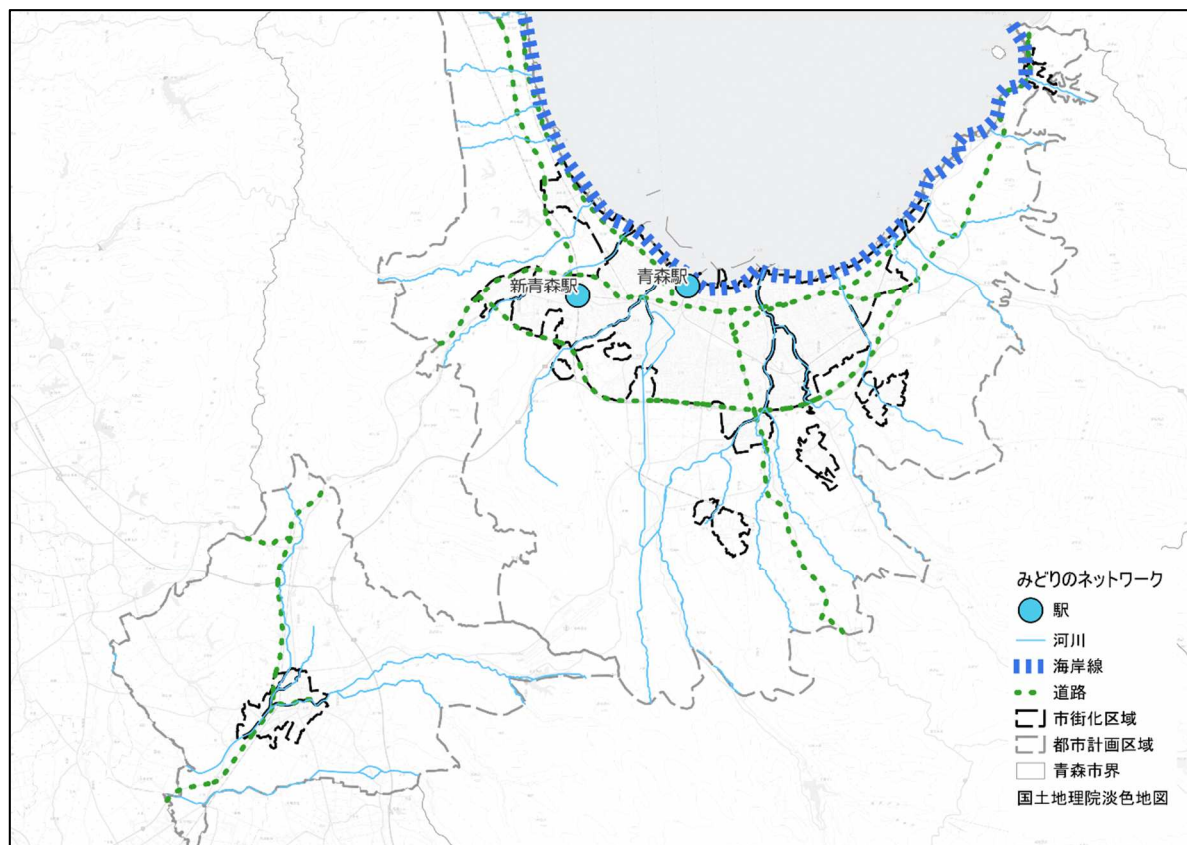 新青森駅
青森駅
みどりのネットワーク
駅
河川
海岸線
道路
市街化区域
都市計画区域
青森市界
国土地理院淡色地図